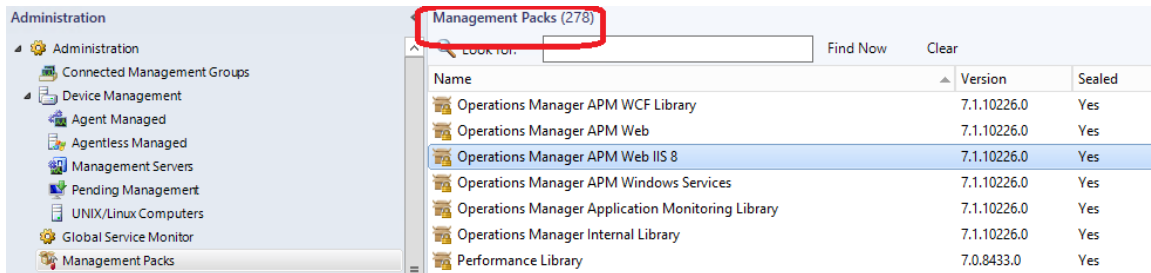 Administration
Administration
Connected Management Groups
Device Management
Agent Managed
Agentless Managed
Management Servers
Pending Management
UNIX/Linux Computers
Global Service Monitor
Management Packs
Management Packs (278)
Look for: Find Now Clear
Name Version Sealed
Operations Manager APM WCF Library 7.1.10226.0 Yes
Operations Manager APM Web 7.1.10226.0 Yes
Operations Manager APM Web IIS 8 7.1.10226.0 Yes
Operations Manager APM Windows Services 7.1.10226.0 Yes
Operations Manager Application Monitoring Library 7.1.10226.0 Yes
Operations Manager Internal Library 7.1.10226.0 Yes
Performance Library 7.0.8433.0 Yes